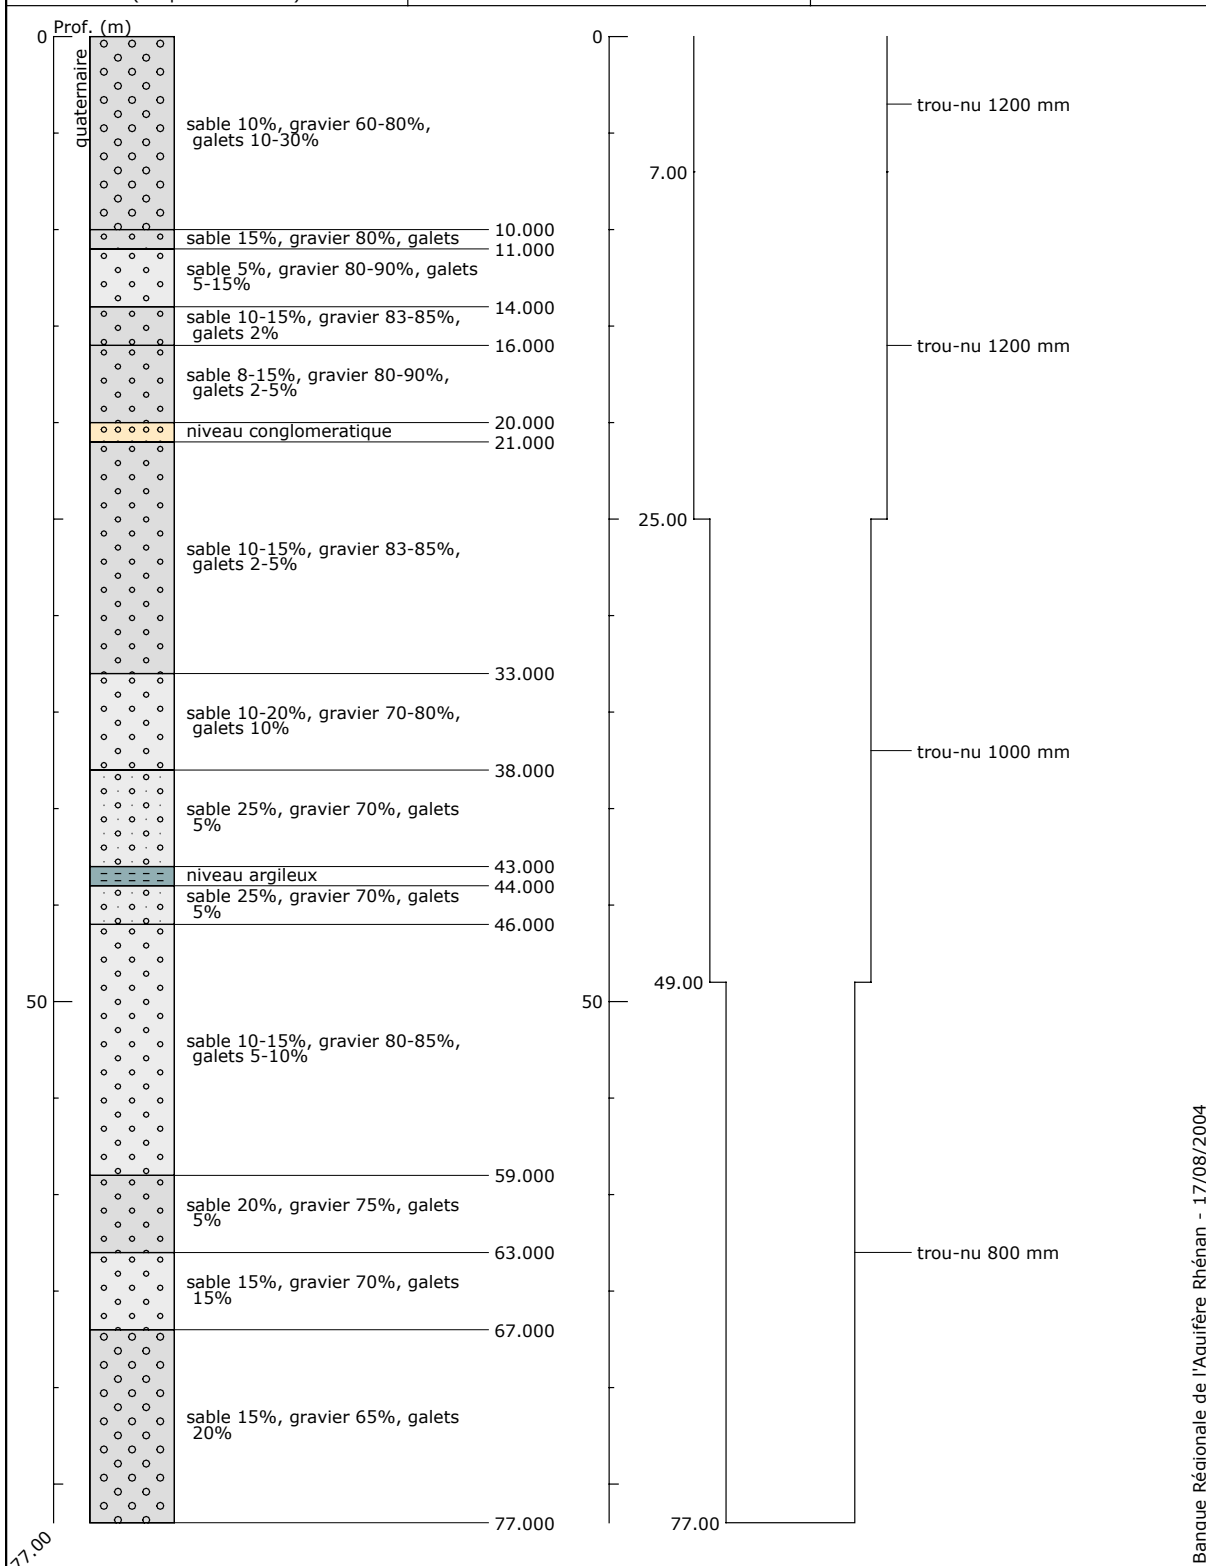 Prof. (m)
0
quaternaire
sable 10%, gravier 60-80%,
galets 10-30%
10.000
sable 15%, gravier 80%, galets
11.000
sable 5%, gravier 80-90%, galets
5-15%
14.000
sable 10-15%, gravier 83-85%,
galets 2%
16.000
sable 8-15%, gravier 80-90%,
galets 2-5%
20.000
niveau conglomeratique
21.000
sable 10-15%, gravier 83-85%,
galets 2-5%
33.000
sable 10-20%, gravier 70-80%,
galets 10%
38.000
sable 25%, gravier 70%, galets
5%
43.000
niveau argileux
44.000
sable 25%, gravier 70%, galets
5%
46.000
50
sable 10-15%, gravier 80-85%,
galets 5-10%
59.000
sable 20%, gravier 75%, galets
5%
63.000
sable 15%, gravier 70%, galets
15%
67.000
sable 15%, gravier 65%, galets
20%
77.000
77.00
0
trou-nu 1200 mm
7.00
trou-nu 1200 mm
25.00
trou-nu 1000 mm
49.00
50
trou-nu 800 mm
77.00
Banque Régionale de l'Aquifère Rhénan - 17/08/2004